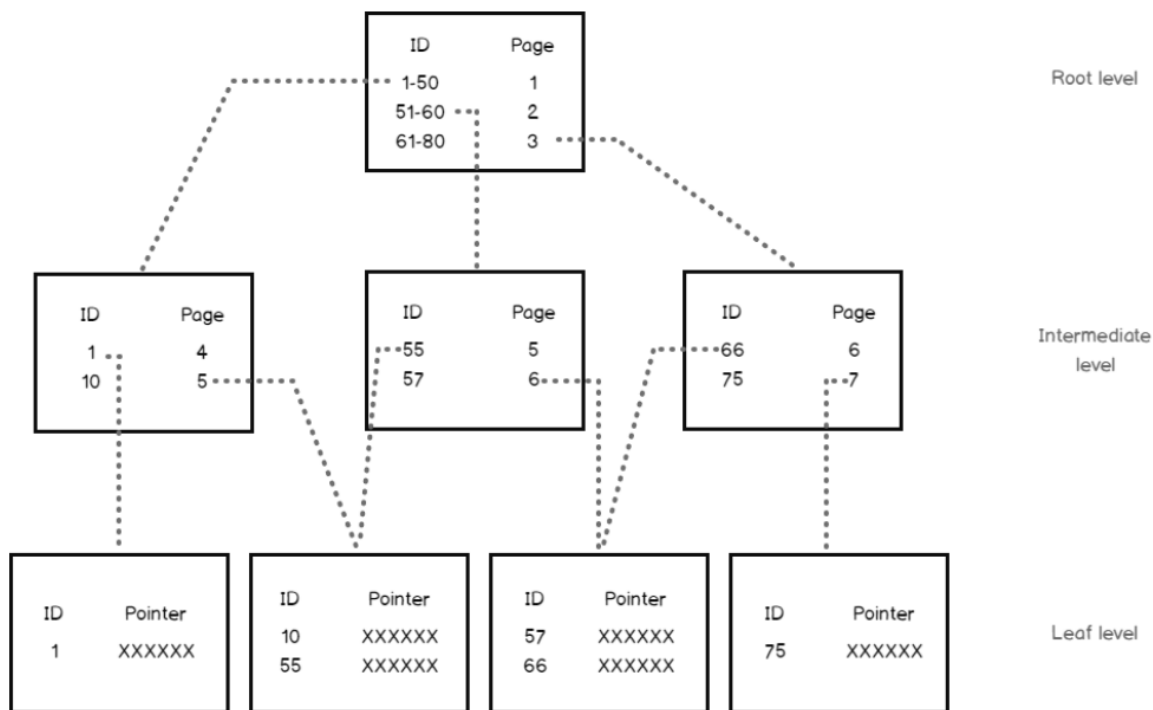 ID Page
1-50 1
51-60 2
61-80 3
Root level
ID Page
1 4
10 5
ID Page
55 5
57 6
ID Page
66 6
75 7
Intermediate
level
ID Pointer
1 XXXXXX
ID Pointer
10 XXXXXX
55 XXXXXX
ID Pointer
57 XXXXXX
66 XXXXXX
ID Pointer
75 XXXXXX
Leaf level